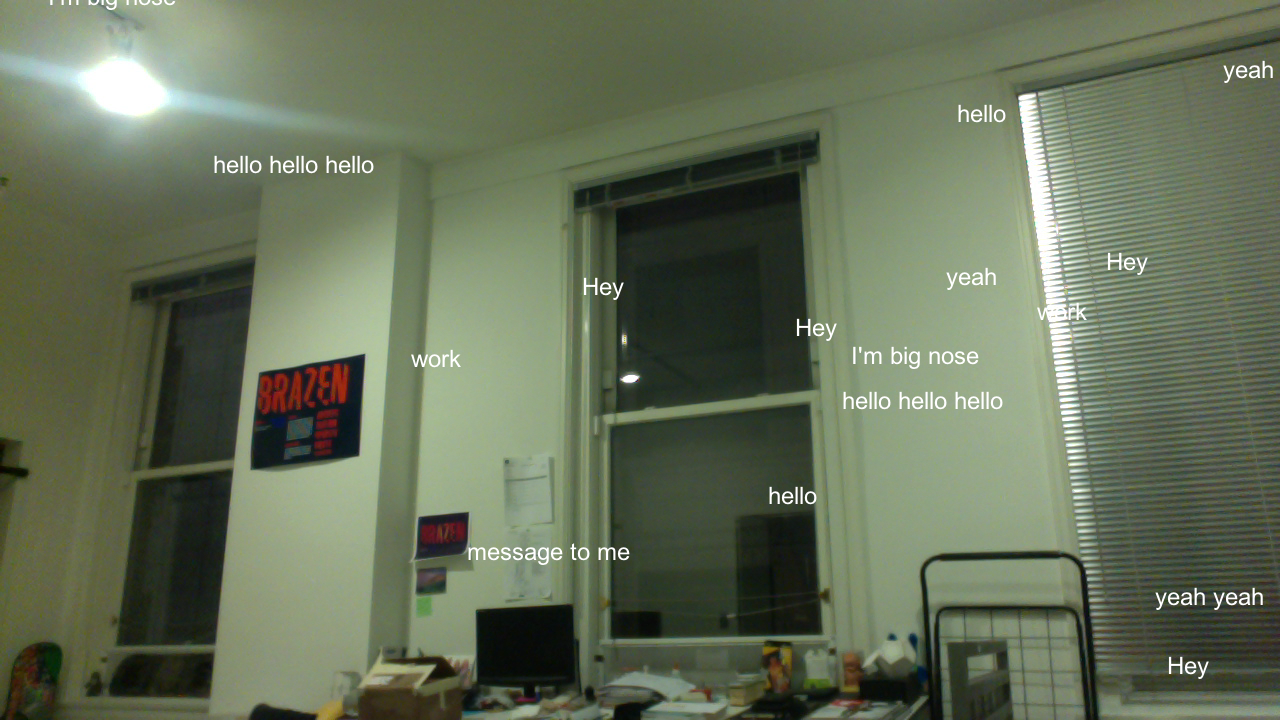 I'm big nose
yeah
hello
hello hello hello
Hey
yeah
Hey
work
Hey
I'm big nose
work
BRAZEN
hello hello hello
hello
BRAZEN
message to me
yeah yeah
Hey